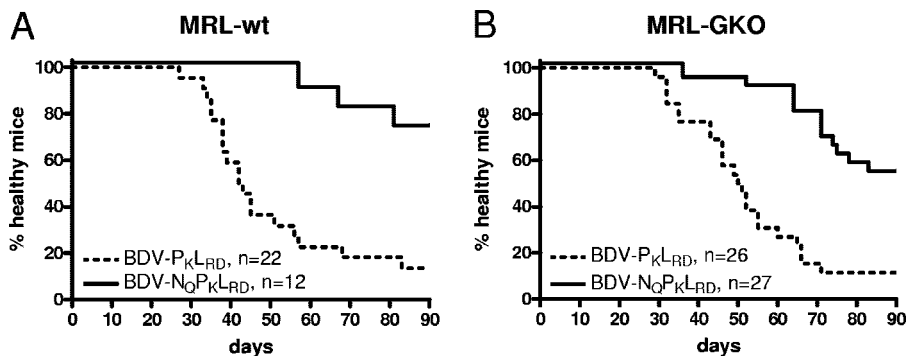 A
MRL-wt
% healthy mice
100
80
60
40
20
0
BDV-PKLRD, n=22
BDV-NQPKLRD, n=12
0 10 20 30 40 50 60 70 80 90
days
B
MRL-GKO
% healthy mice
100
80
60
40
20
0
BDV-PKLRD, n=26
BDV-NQPKLRD, n=27
0 10 20 30 40 50 60 70 80 90
days